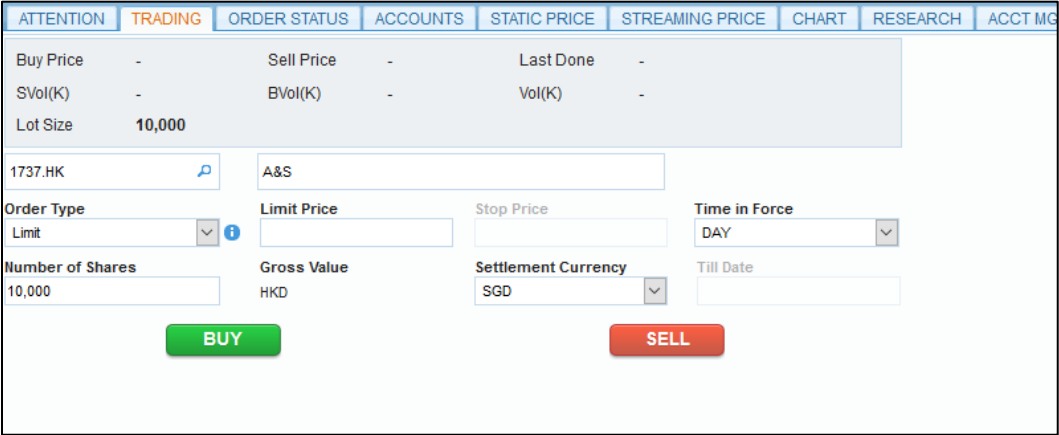 ATTENTION TRADING ORDER STATUS ACCOUNTS STATIC PRICE STREAMING PRICE CHART RESEARCH ACCT MG
Buy Price - Sell Price - Last Done -
SVol(K) - BVol(K) - Vol(K) -
Lot Size 10,000
1737.HK A&S
Order Type Limit Price Stop Price Time in Force
Limit DAY
Number of Shares Gross Value Settlement Currency Till Date
10,000 HKD SGD
BUY SELL